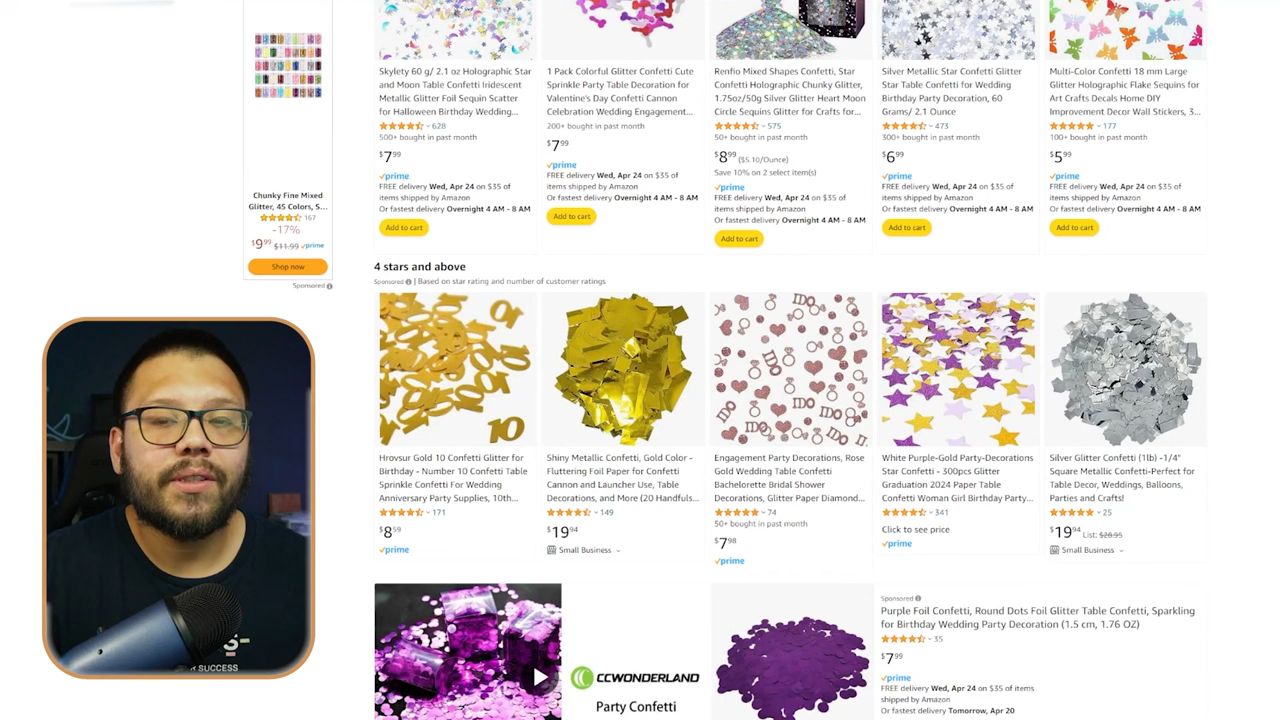 Chunky Fine Mixed
Glitter, 45 Colors, S...
167
-17%
$9.99 $11.99 prime
Shop now
Sponsored
Skylety 60 g/ 2.1 oz Holographic Star
and Moon Table Confetti Iridescent
Metallic Glitter Foil Sequin Scatter
for Halloween Birthday Wedding...
628
500+ bought in past month
$7.99
prime
FREE delivery Wed, Apr 24 on $35 of
items shipped by Amazon
Or fastest delivery Overnight 4 AM - 8 AM
Add to cart
1 Pack Colorful Glitter Confetti Cute
Sprinkle Party Table Decoration for
Valentine's Day Confetti Cannon
Celebration Wedding Engagement...
200+ bought in past month
$7.99
prime
FREE delivery Wed, Apr 24 on $35 of
items shipped by Amazon
Or fastest delivery Overnight 4 AM - 8 AM
Add to cart
Renfio Mixed Shapes Confetti, Star
Confetti Holographic Chunky Glitter,
1.75oz/50g Silver Glitter Heart Moon
Circle Sequins Glitter for Crafts for...
575
50+ bought in past month
$8.99 ($5.10/Ounce)
Save 10% on 2 select item(s)
prime
FREE delivery Wed, Apr 24 on $35 of
items shipped by Amazon
Or fastest delivery Overnight 4 AM - 8 AM
Add to cart
Silver Metallic Star Confetti Glitter
Star Table Confetti for Wedding
Birthday Party Decoration, 60
Grams/ 2.1 Ounce
473
300+ bought in past month
$6.99
prime
FREE delivery Wed, Apr 24 on $35 of
items shipped by Amazon
Or fastest delivery Overnight 4 AM - 8 AM
Add to cart
Multi-Color Confetti 18 mm Large
Glitter Holographic Flake Sequins for
Art Crafts Decals Home DIY
Improvement Decor Wall Stickers, 3...
177
100+ bought in past month
$5.99
prime
FREE delivery Wed, Apr 24 on $35 of
items shipped by Amazon
Or fastest delivery Overnight 4 AM - 8 AM
Add to cart
4 stars and above
Sponsored | Based on star rating and number of customer ratings
Hrovsur Gold 10 Confetti Glitter for
Birthday - Number 10 Confetti Table
Sprinkle Confetti For Wedding
Anniversary Party Supplies, 10th...
171
$8.59
prime
Shiny Metallic Confetti, Gold Color -
Fluttering Foil Paper for Confetti
Cannon and Launcher Use, Table
Decorations, and More (20 Handfuls...
149
$19.94
Small Business
Engagement Party Decorations, Rose
Gold Wedding Table Confetti
Bachelorette Bridal Shower
Decorations, Glitter Paper Diamond...
74
50+ bought in past month
$7.98
prime
White Purple-Gold Party-Decorations
Star Confetti - 300pcs Glitter
Graduation 2024 Paper Table
Confetti Woman Girl Birthday Party...
341
Click to see price
prime
Silver Glitter Confetti (1lb) -1/4"
Square Metallic Confetti-Perfect for
Table Decor, Weddings, Balloons,
Parties and Crafts!
25
$19.94 List: $28.95
Small Business
CCWONDERLAND
Party Confetti
Sponsored
Purple Foil Confetti, Round Dots Foil Glitter Table Confetti, Sparkling
for Birthday Wedding Party Decoration (1.5 cm, 1.76 OZ)
35
$7.99
prime
FREE delivery Wed, Apr 24 on $35 of items
shipped by Amazon
Or fastest delivery Tomorrow, Apr 20
SUCCESS